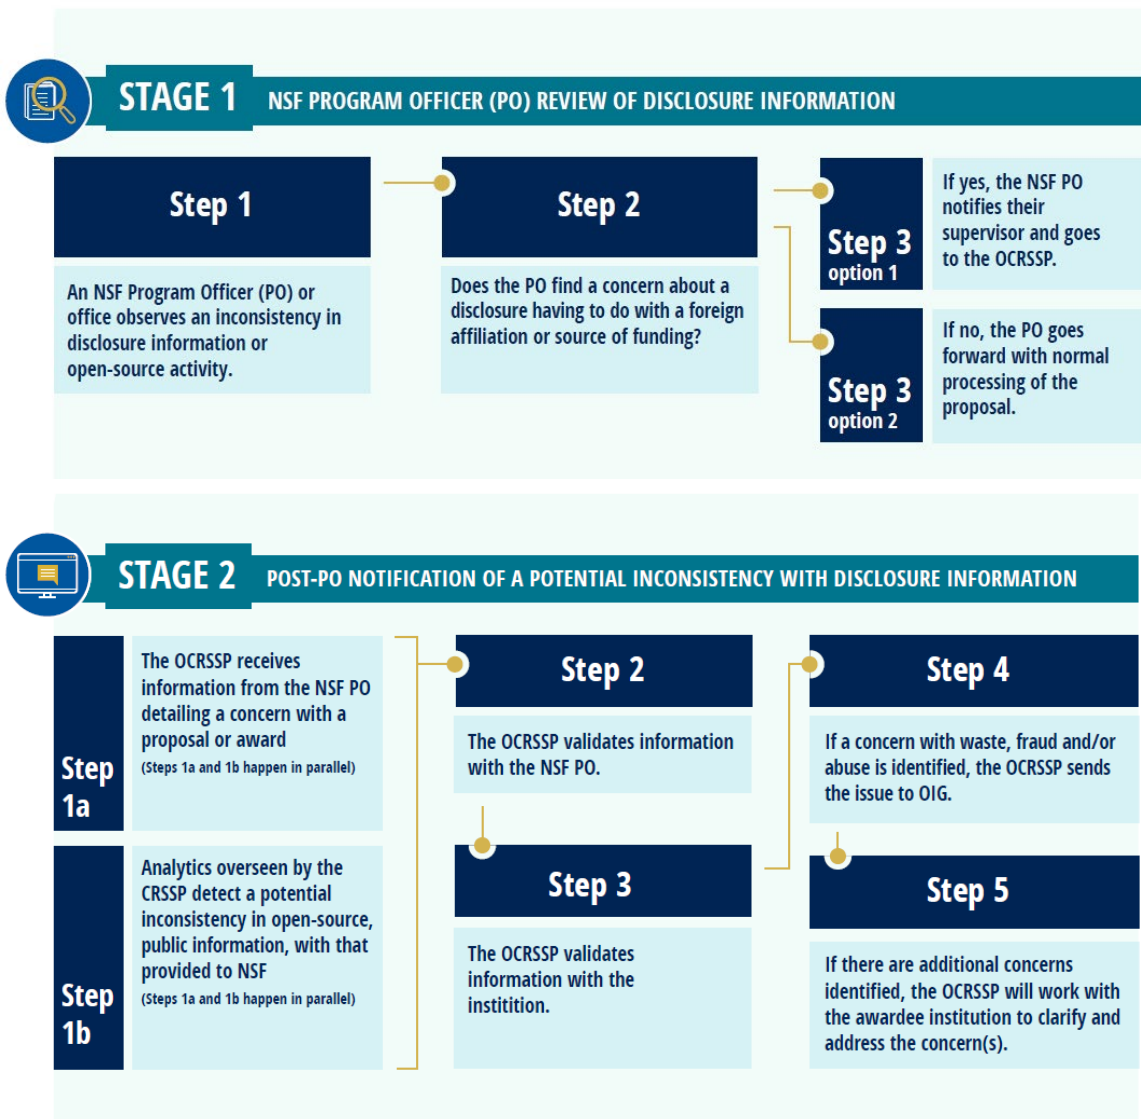 STAGE 1
NSF PROGRAM OFFICER (PO) REVIEW OF DISCLOSURE INFORMATION
Step 1
An NSF Program Officer (PO) or
office observes an inconsistency in
disclosure information or
open-source activity.
Step 2
Does the PO find a concern about a
disclosure having to do with a foreign
affiliation or source of funding?
Step 3
option 1
If yes, the NSF PO
notifies their
supervisor and goes
to the OCRSSP.
Step 3
option 2
If no, the PO goes
forward with normal
processing of the
proposal.
STAGE 2
POST-PO NOTIFICATION OF A POTENTIAL INCONSISTENCY WITH DISCLOSURE INFORMATION
Step
1a
The OCRSSP receives
information from the NSF PO
detailing a concern with a
proposal or award
(Steps 1a and 1b happen in parallel)
Step
1b
Analytics overseen by the
CRSSP detect a potential
inconsistency in open-source,
public information, with that
provided to NSF
(Steps 1a and 1b happen in parallel)
Step 2
The OCRSSP validates information
with the NSF PO.
Step 3
The OCRSSP validates
information with the
institition.
Step 4
If a concern with waste, fraud and/or
abuse is identified, the OCRSSP sends
the issue to OIG.
Step 5
If there are additional concerns
identified, the OCRSSP will work with
the awardee institution to clarify and
address the concern(s).